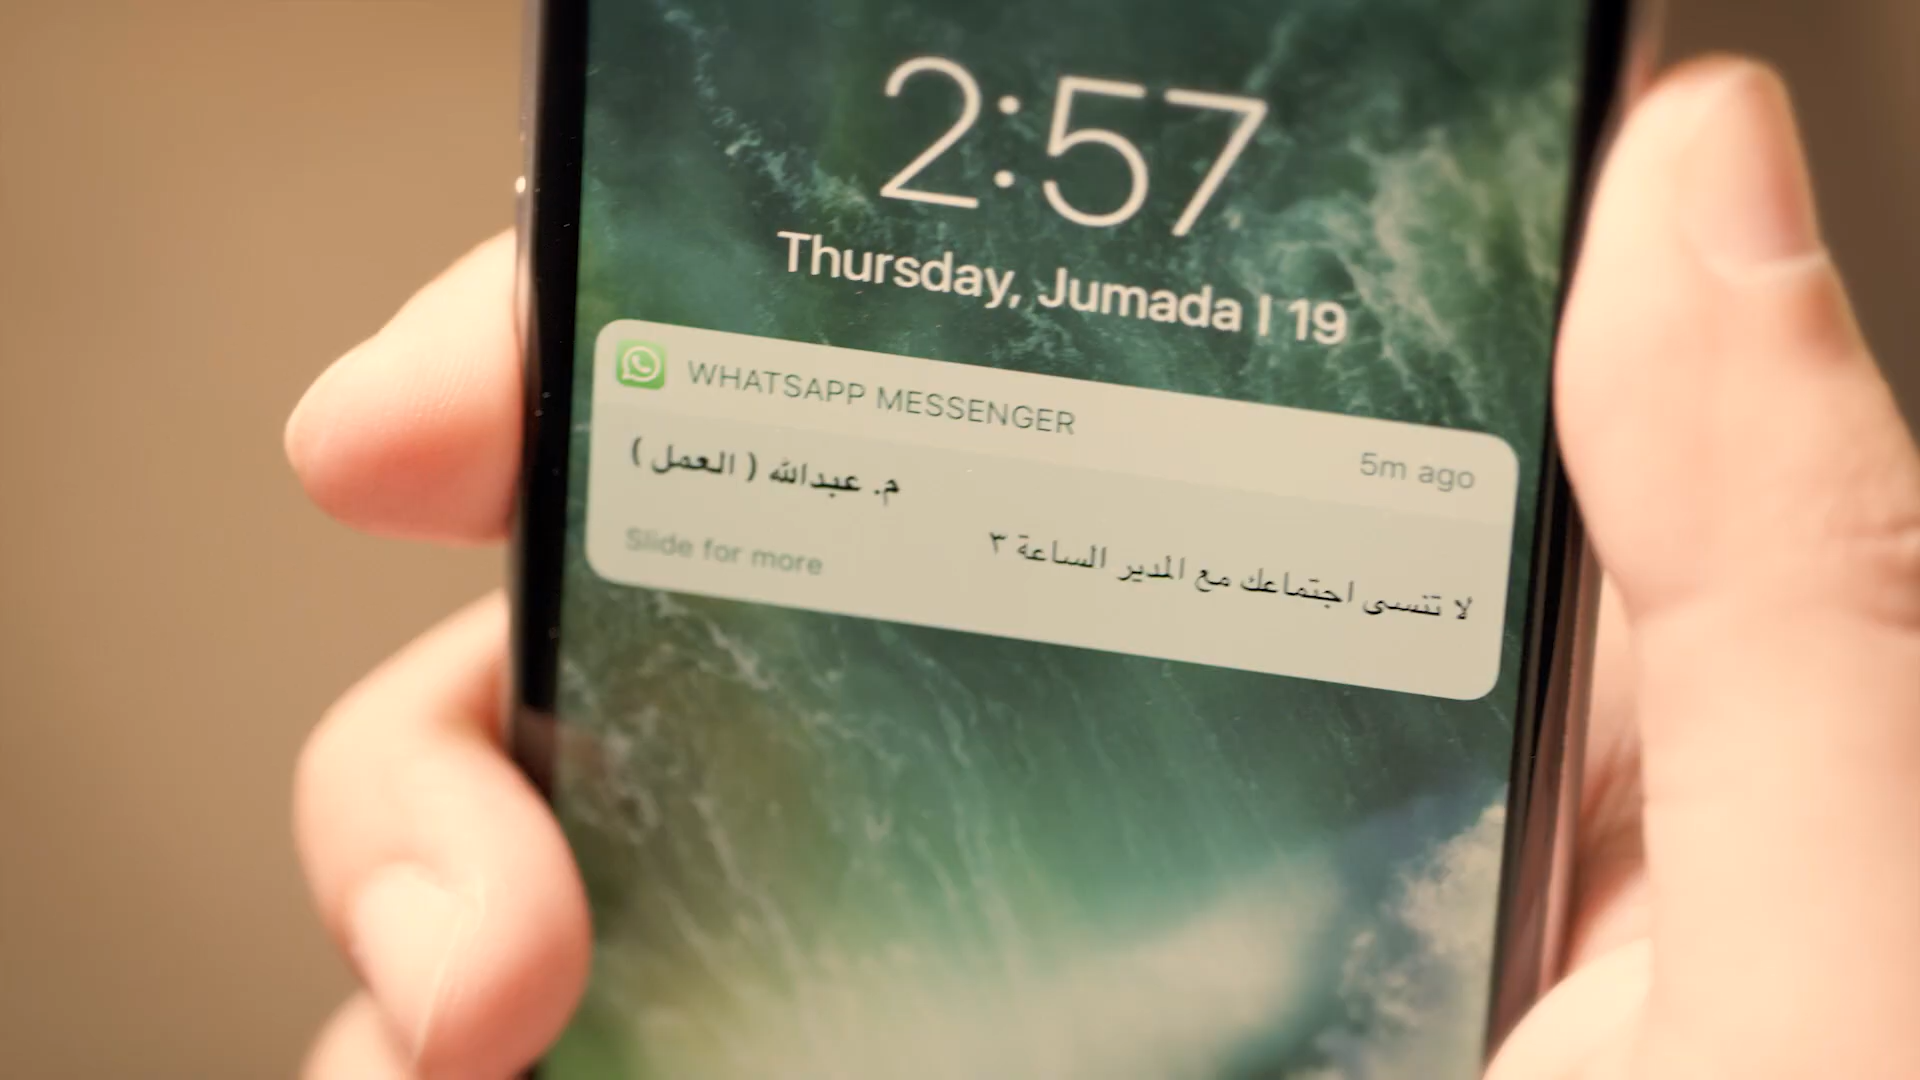 2:57
Thursday, Jumada I 19
WHATSAPP MESSENGER
5m ago
م. عبدالله ( العمل )
لا تنسى اجتماعك مع المدير الساعة ٣
Slide for more